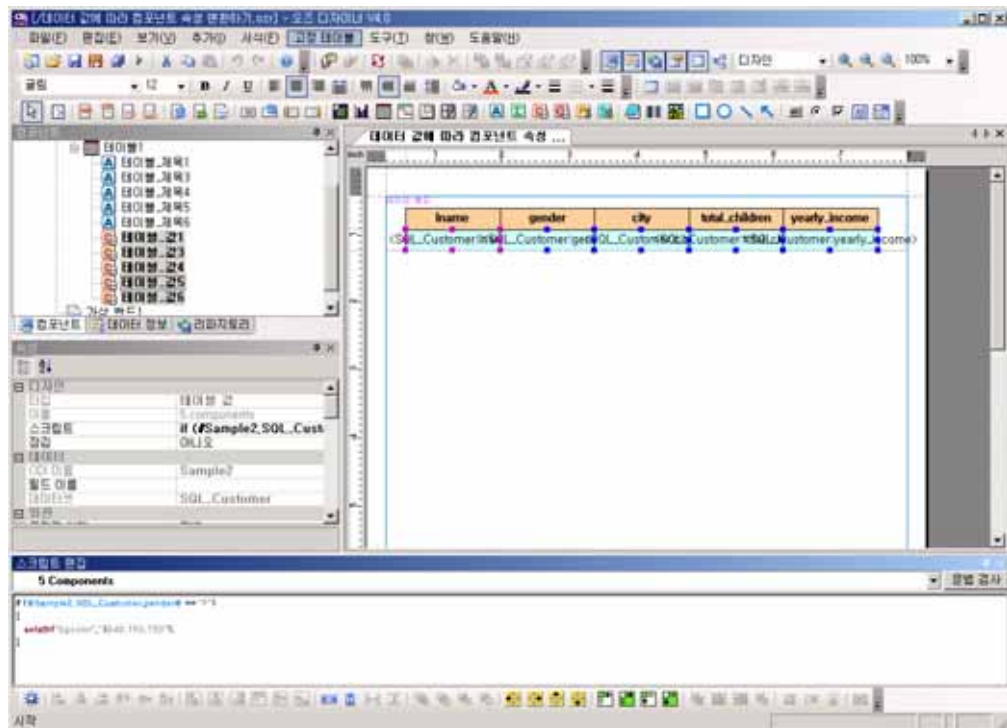 [/데이터 값에 따라 컴포넌트 속성 변환하기.ozr] - 오즈 디자이너 V4.0
파일(F) 편집(E) 보기(V) 추가(I) 서식(F) 고정 테이블 도구(T) 창(W) 도움말(H)
디자인 100%
굴림 12
데이터 값에 따라 컴포넌트 속성 ...
테이블1
테이블_제목1
테이블_제목3
테이블_제목4
테이블_제목5
테이블_제목6
테이블_값1
테이블_값3
테이블_값4
테이블_값5
테이블_값6
컴포넌트 데이터 정보 리파지토리
lname gender city total_children yearly_income
디자인
타입 테이블 값
이름 5 components
스크립트 if (#Sample2,SQL_Cust
잠김 아니오
데이터
ODI 이름 Sample2
필드 이름
데이터셋 SQL_Customer
스크립트 편집
5 Components 문법 검사
시작